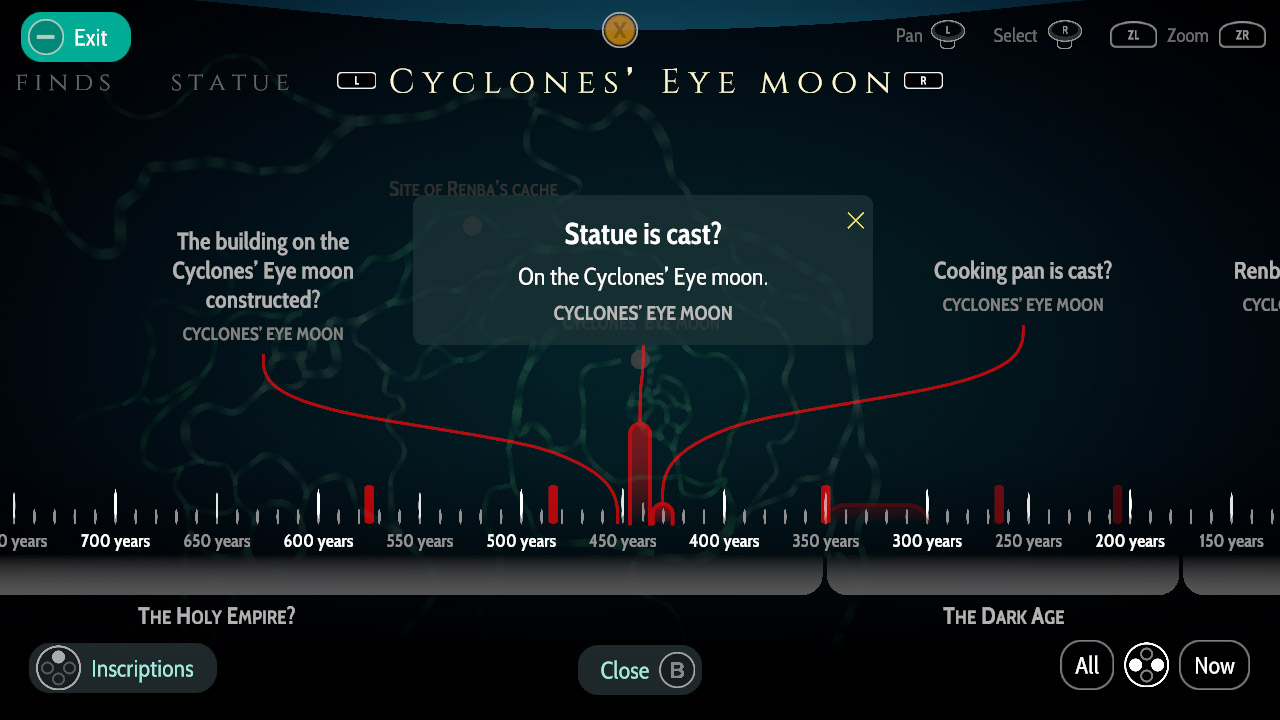 Exit
X
Pan L Select R ZL Zoom ZR
FINDS STATUE L CYCLONES' EYE MOON R
SITE OF RENBA'S CACHE
The building on the
Cyclones' Eye moon
constructed?
CYCLONES' EYE MOON
Statue is cast?
On the Cyclones' Eye moon.
CYCLONES' EYE MOON
CYCLONES' EYE MOON
Cooking pan is cast?
CYCLONES' EYE MOON
Renb
CYCL
0 years 700 years 650 years 600 years 550 years 500 years 450 years 400 years 350 years 300 years 250 years 200 years 150 years
THE HOLY EMPIRE? THE DARK AGE
Inscriptions Close B All Now